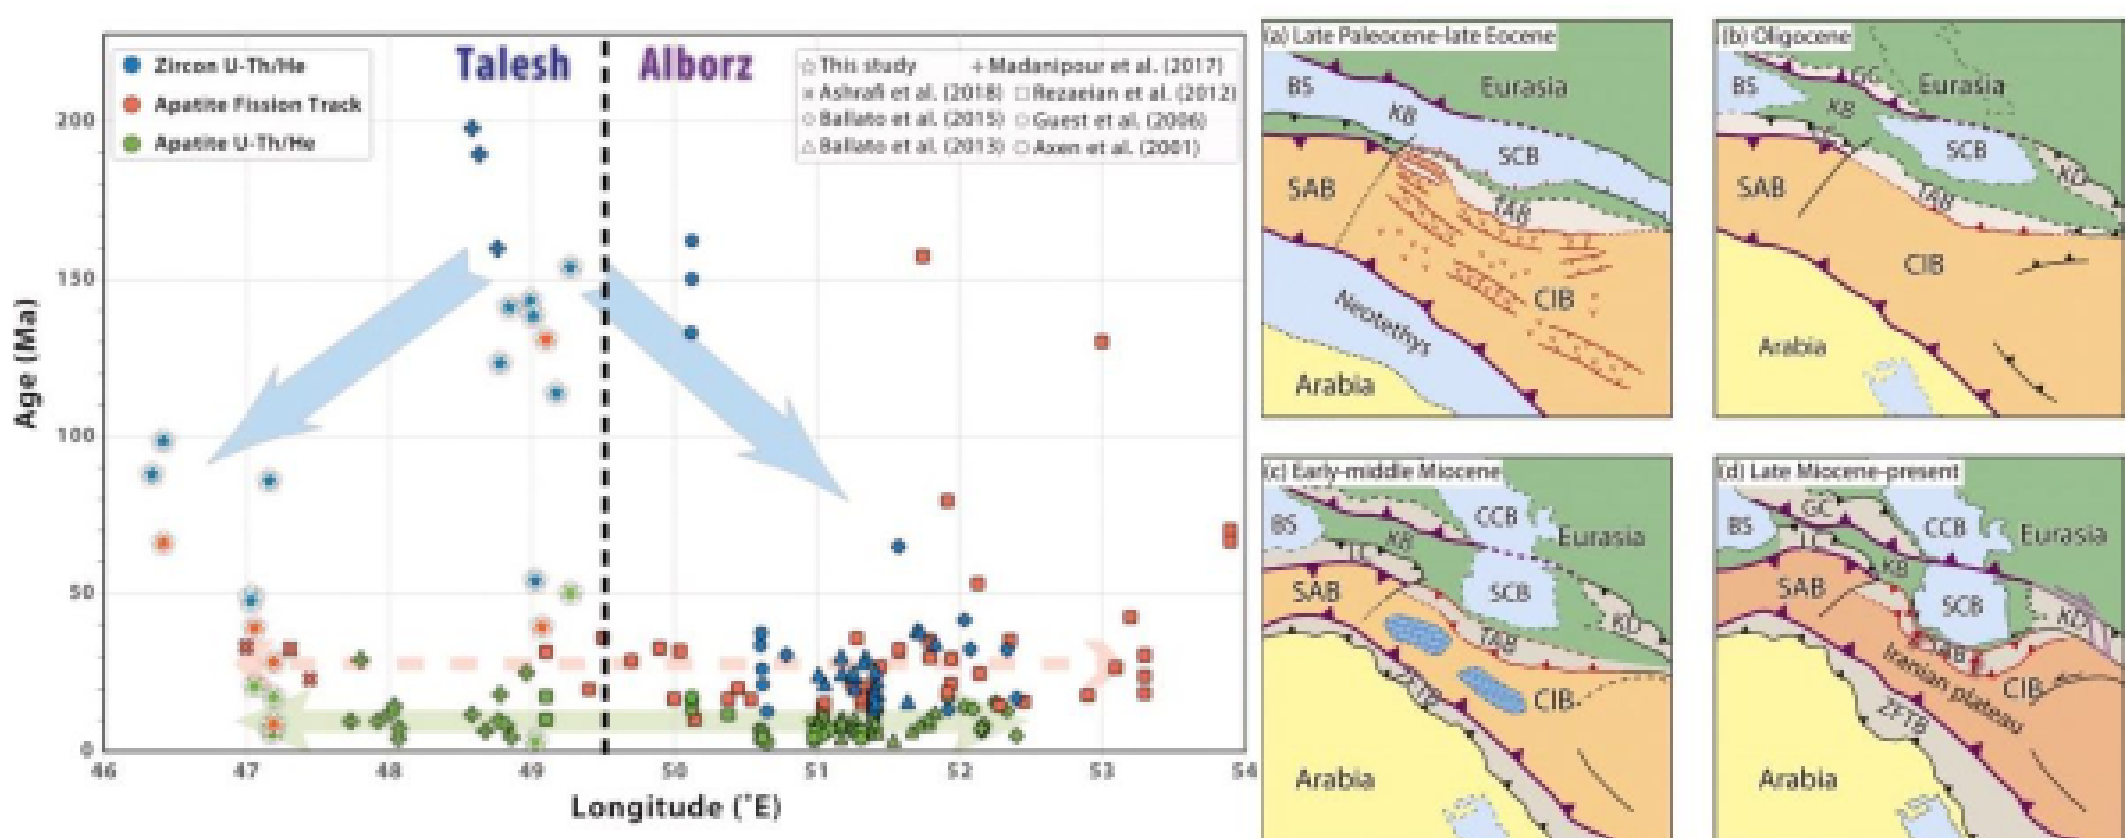 Zircon U-Th/He
Apatite Fission Track
Apatite U-Th/He
Talesh
Alborz
This study
Madanipour et al. (2017)
Ashrafi et al. (2018)
Rezaeian et al. (2012)
Ballato et al. (2015)
Guest et al. (2006)
Ballato et al. (2013)
Axen et al. (2001)
Age (Ma)
200
150
100
50
0
46
47
48
49
50
51
52
53
54
Longitude (°E)
(a) Late Paleocene-late Eocene
BS
Eurasia
KB
SCB
SAB
TAB
CIB
Neotethys
Arabia
(b) Oligocene
GC
BS
Eurasia
KB
SCB
KD
SAB
TAB
CIB
Arabia
(c) Early-middle Miocene
CCB
BS
Eurasia
KB
LC
SAB
SCB
KD
TAB
ZFTB
CIB
Arabia
(d) Late Miocene-present
GC
BS
CCB
Eurasia
LC
KB
SAB
SCB
KD
TAB
Iranian plateau
CIB
ZFTB
Arabia